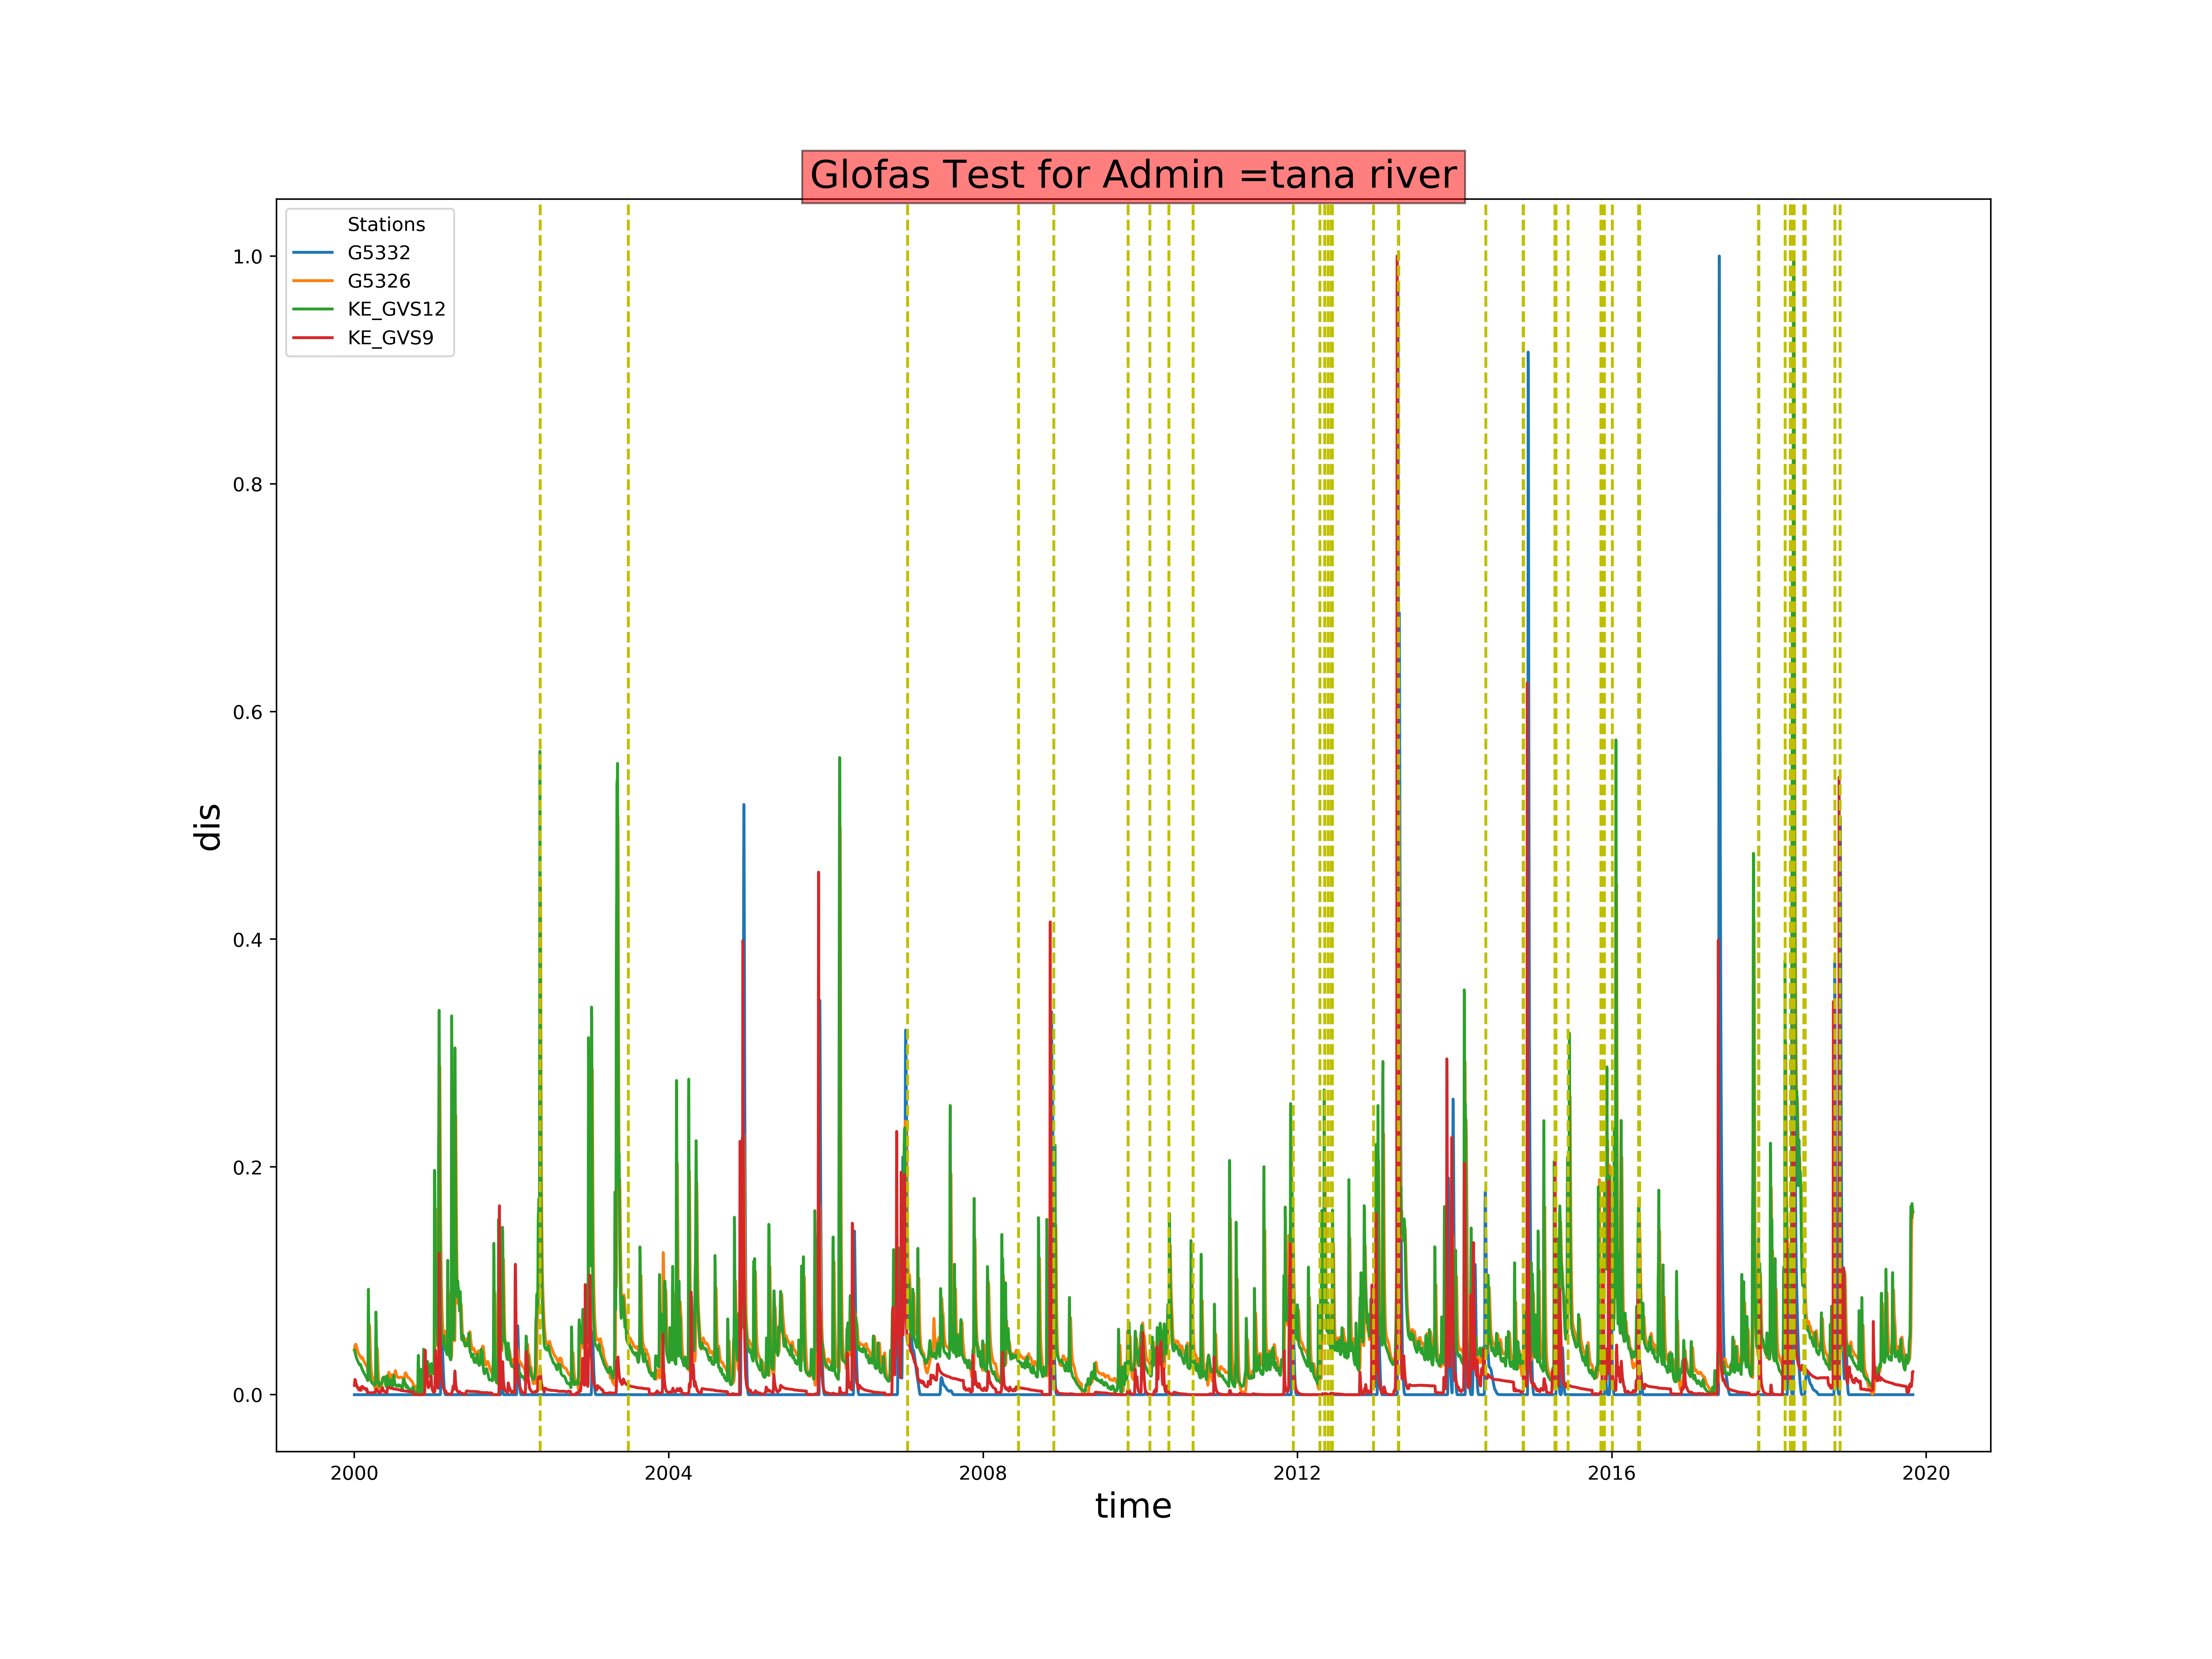 Glofas Test for Admin =tana river
Stations
G5332
G5326
KE_GVS12
KE_GVS9
1.0
0.8
0.6
0.4
0.2
0.0
dis
2000
2004
2008
2012
2016
2020
time